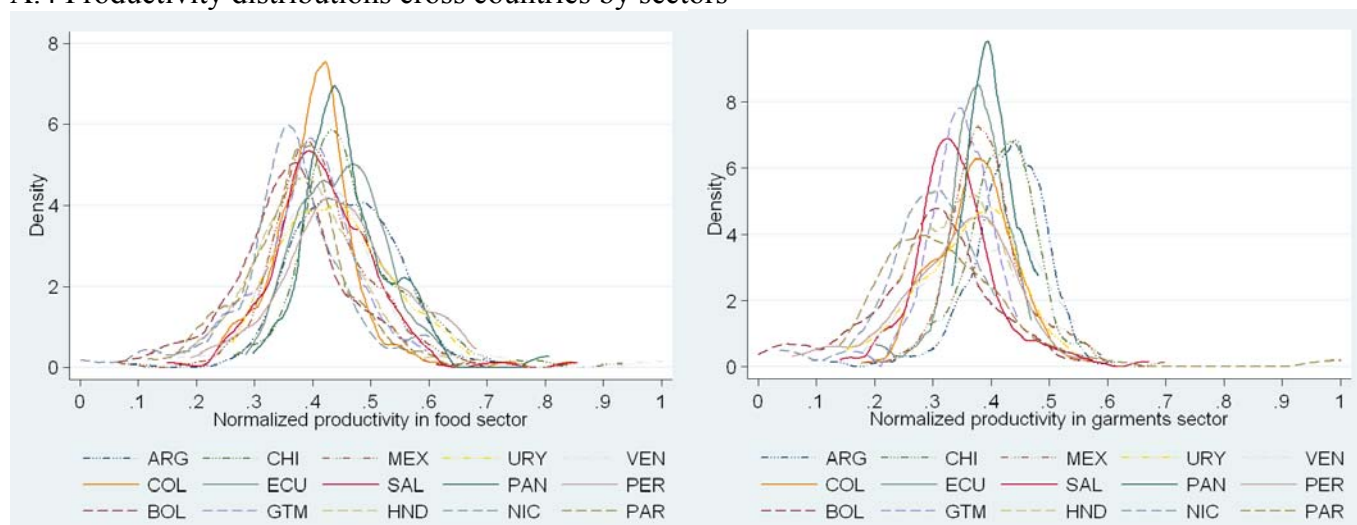 A.4 Productivity distributions cross countries by sectors
8
6
4
2
0
Density
0 .1 .2 .3 .4 .5 .6 .7 .8 .9 1
Normalized productivity in food sector
ARG CHI MEX URY VEN
COL ECU SAL PAN PER
BOL GTM HND NIC PAR
8
6
4
2
0
Density
0 .1 .2 .3 .4 .5 .6 .7 .8 .9 1
Normalized productivity in garments sector
ARG CHI MEX URY VEN
COL ECU SAL PAN PER
BOL GTM HND NIC PAR